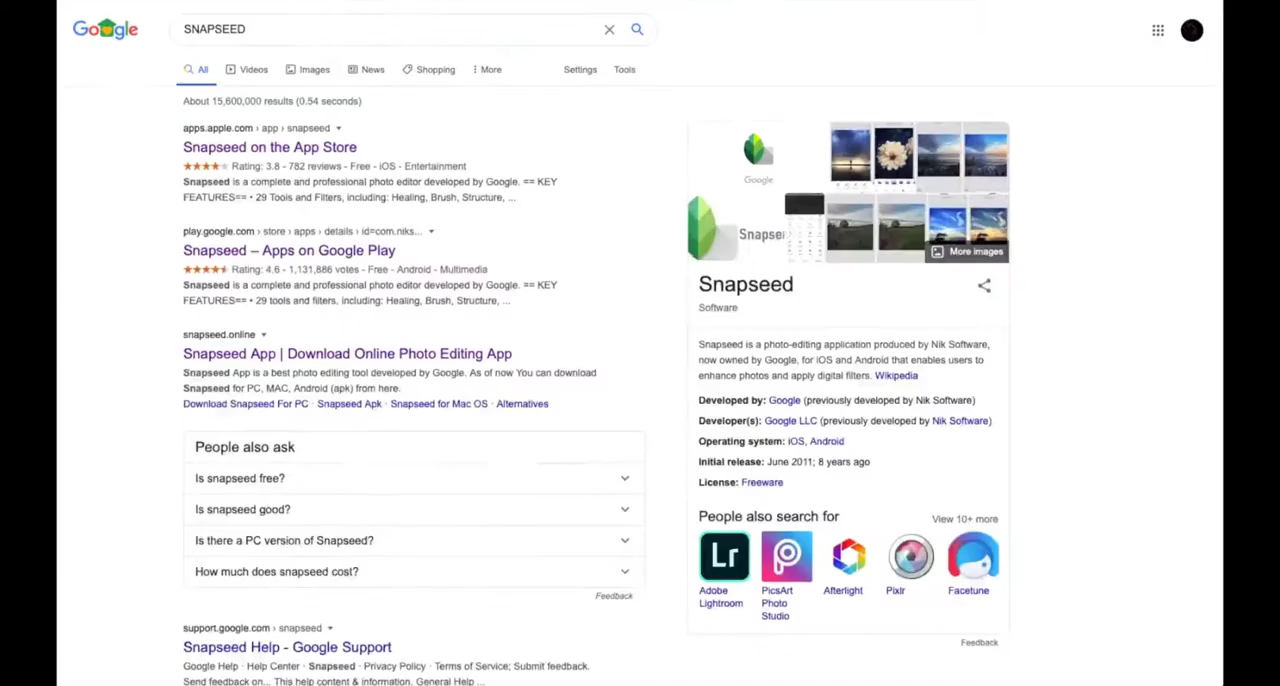 Google
SNAPSEED
All
Videos
Images
News
Shopping
More
Settings
Tools
About 15,600,000 results (0.54 seconds)
apps.apple.com › app › snapseed
Snapseed on the App Store
Rating: 3.8 - 782 reviews - Free - iOS - Entertainment
Snapseed is a complete and professional photo editor developed by Google. == KEY
FEATURES== • 29 Tools and Filters, including: Healing, Brush, Structure, ...
play.google.com › store › apps › details › id=com.niks...
Snapseed – Apps on Google Play
Rating: 4.6 - 1,131,886 votes - Free - Android - Multimedia
Snapseed is a complete and professional photo editor developed by Google. == KEY
FEATURES== • 29 tools and filters, including: Healing, Brush, Structure, ...
snapseed.online
Snapseed App | Download Online Photo Editing App
Snapseed App is a best photo editing tool developed by Google. As of now You can download
Snapseed for PC, MAC, Android (apk) from here.
Download Snapseed For PC · Snapseed Apk · Snapseed for Mac OS · Alternatives
People also ask
Is snapseed free?
Is snapseed good?
Is there a PC version of Snapseed?
How much does snapseed cost?
Feedback
support.google.com › snapseed
Snapseed Help - Google Support
Google Help · Help Center · Snapseed · Privacy Policy · Terms of Service; Submit feedback.
Send feedback on... This help content & information. General Help ...
Google
Snapsee
More images
Snapseed
Software
Snapseed is a photo-editing application produced by Nik Software,
now owned by Google, for iOS and Android that enables users to
enhance photos and apply digital filters. Wikipedia
Developed by: Google (previously developed by Nik Software)
Developer(s): Google LLC (previously developed by Nik Software)
Operating system: iOS, Android
Initial release: June 2011; 8 years ago
License: Freeware
People also search for
View 10+ more
Lr
Adobe
Lightroom
PicsArt
Photo
Studio
Afterlight
Pixlr
Facetune
Feedback